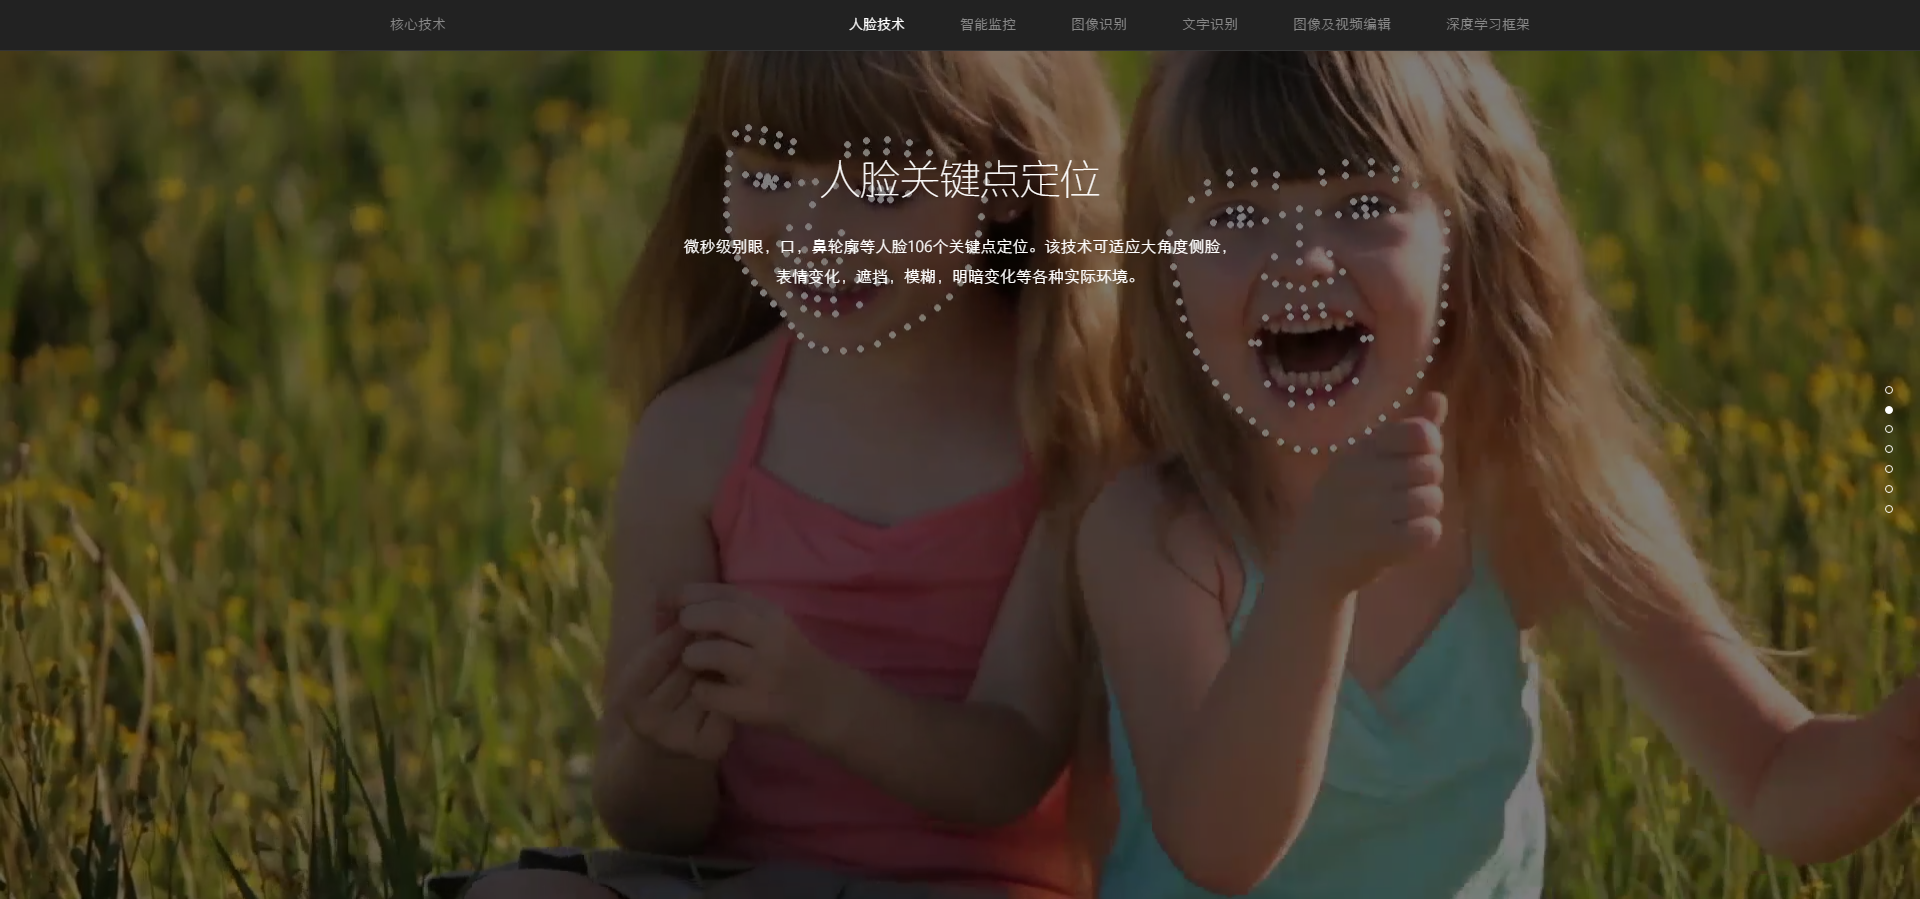 核心技术
人脸技术
智能监控
图像识别
文字识别
图像及视频编辑
深度学习框架
人脸关键点定位
微秒级别眼，口，鼻轮廓等人脸106个关键点定位。该技术可适应大角度侧脸，
表情变化，遮挡，模糊，明暗变化等各种实际环境。